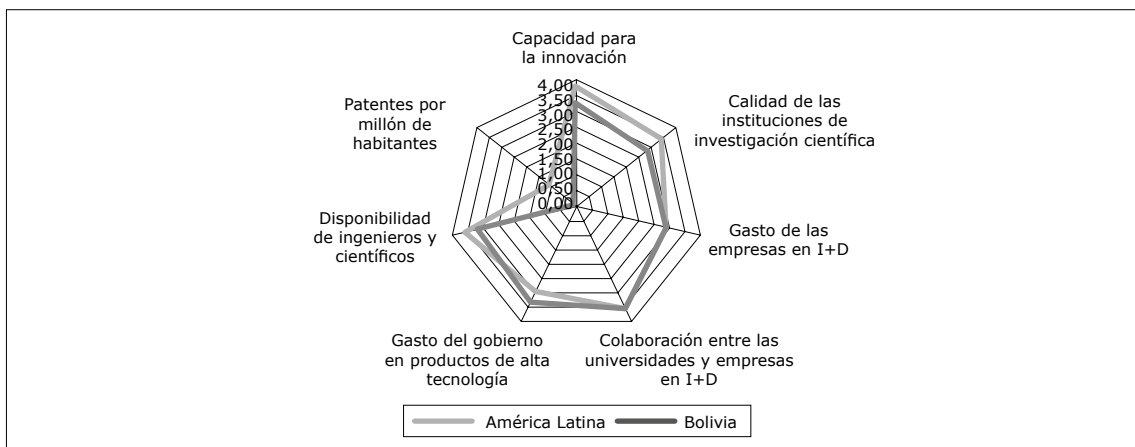 Capacidad para
la innovación
4,00
3,50
3,00
2,50
2,00
1,50
1,00
0,50
0,00
Calidad de las
instituciones de
investigación científica
Gasto de las
empresas en I+D
Colaboración entre las
universidades y empresas
en I+D
Gasto del gobierno
en productos de alta
tecnología
Disponibilidad
de ingenieros y
científicos
Patentes por
millón de
habitantes
América Latina
Bolivia